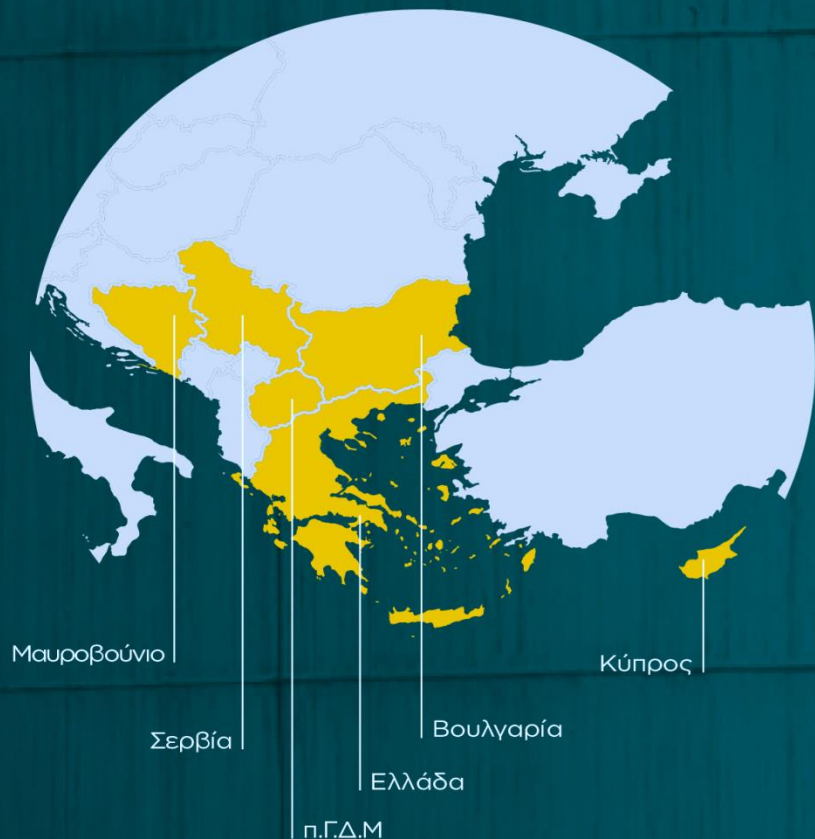 Μαυροβούνιο
Κύπρος
Σερβία
Βουλγαρία
Ελλάδα
π.Γ.Δ.Μ